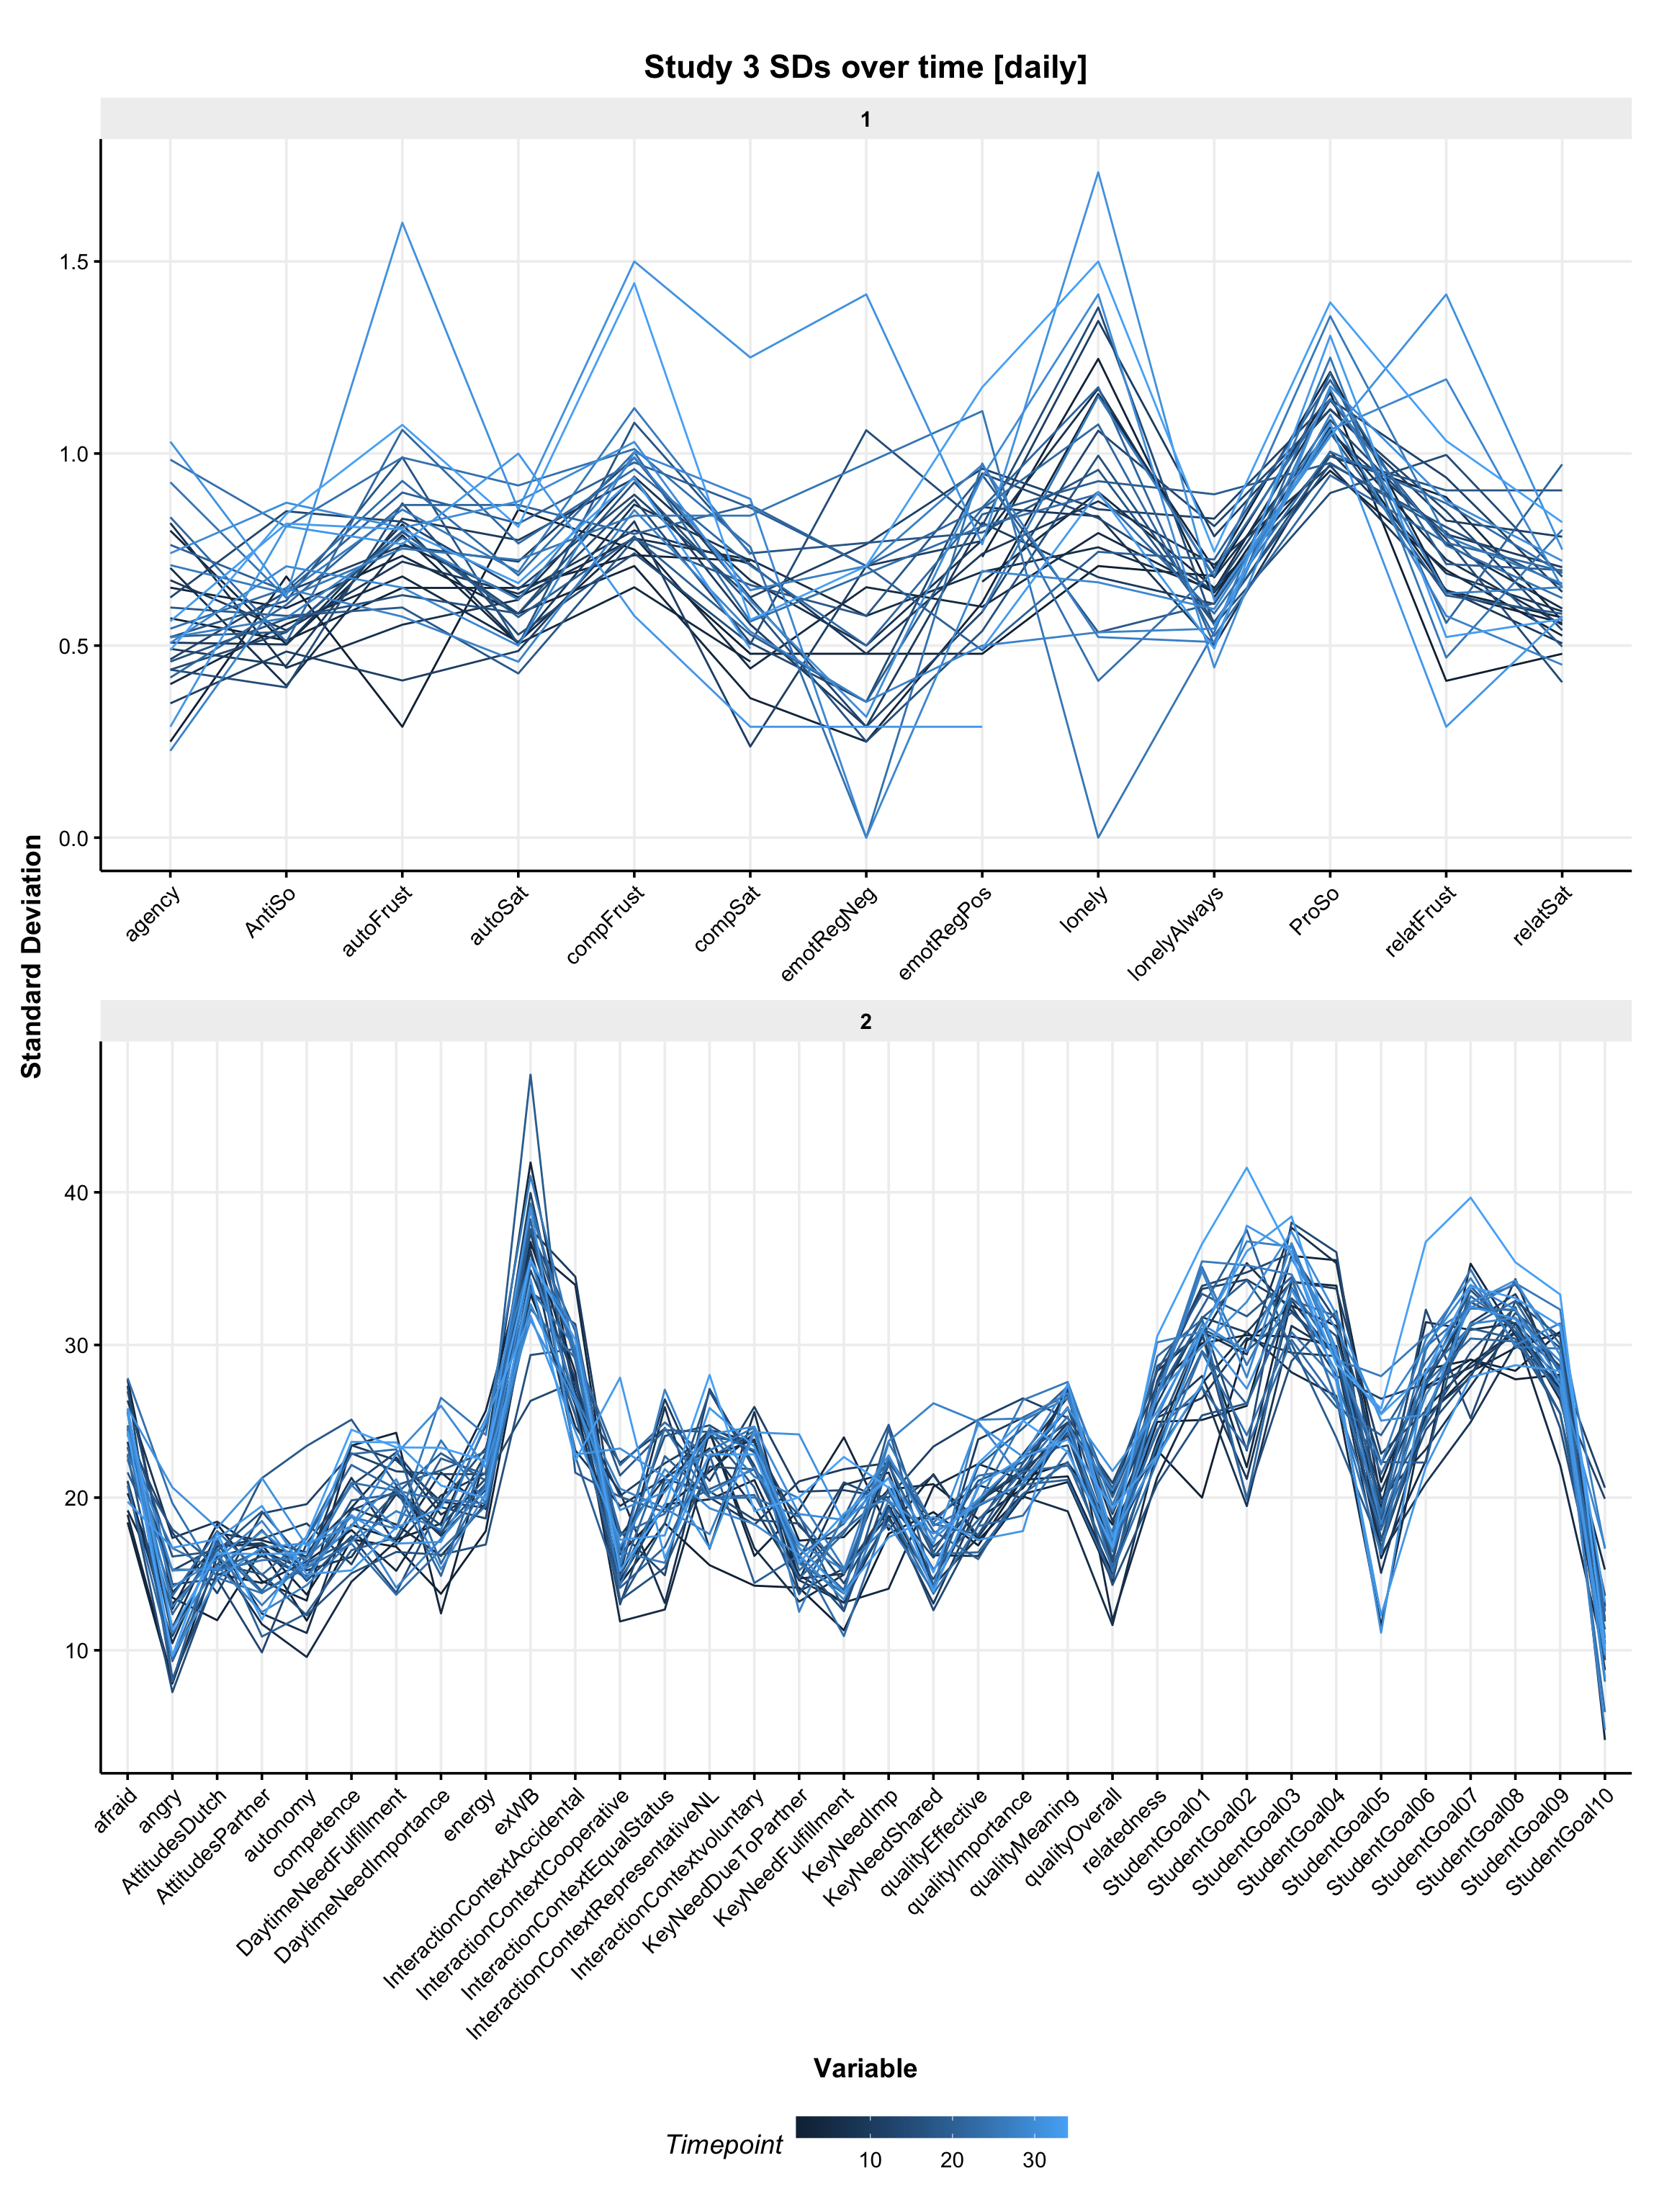 Study 3 SDs over time [daily]
1
Standard Deviation
1.5
1.0
0.5
0.0
agency
AntiSo
autoFrust
autoSat
compFrust
compSat
emotRegNeg
emotRegPos
lonely
lonelyAlways
ProSo
relatFrust
relatSat
2
40
30
20
10
afraid
angry
AttitudesDutch
AttitudesPartner
autonomy
competence
DaytimeNeedFulfillment
DaytimeNeedImportance
energy
exWB
InteractionContextAccidental
InteractionContextCooperative
InteractionContextEqualStatus
InteractionContextRepresentativeNL
InteractionContextvoluntary
KeyNeedDueToPartner
KeyNeedFulfillment
KeyNeedImp
KeyNeedShared
qualityEffective
qualityImportance
qualityMeaning
qualityOverall
relatedness
StudentGoal01
StudentGoal02
StudentGoal03
StudentGoal04
StudentGoal05
StudentGoal06
StudentGoal07
StudentGoal08
StudentGoal09
StudentGoal10
Variable
Timepoint
10 20 30